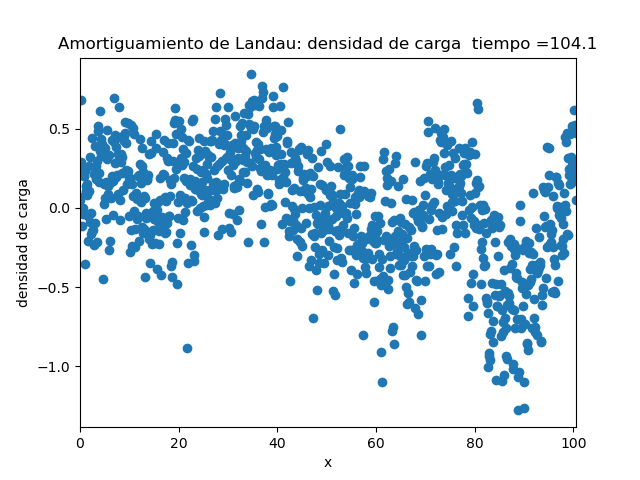 Amortiguamiento de Landau: densidad de carga  tiempo =104.1
densidad de carga
0.5
0.0
−0.5
−1.0
0 20 40 60 80 100
x